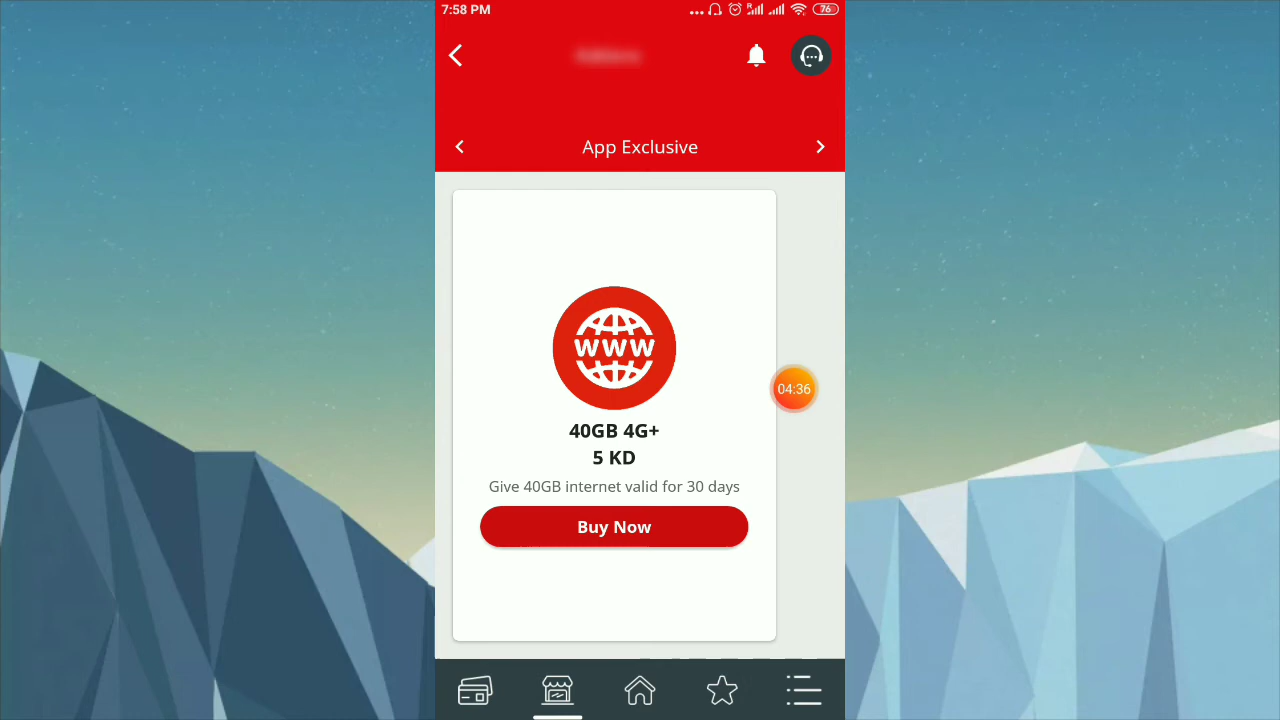 7:58 PM
R
76
App Exclusive
www
40GB 4G+
5 KD
Give 40GB internet valid for 30 days
Buy Now
04:36